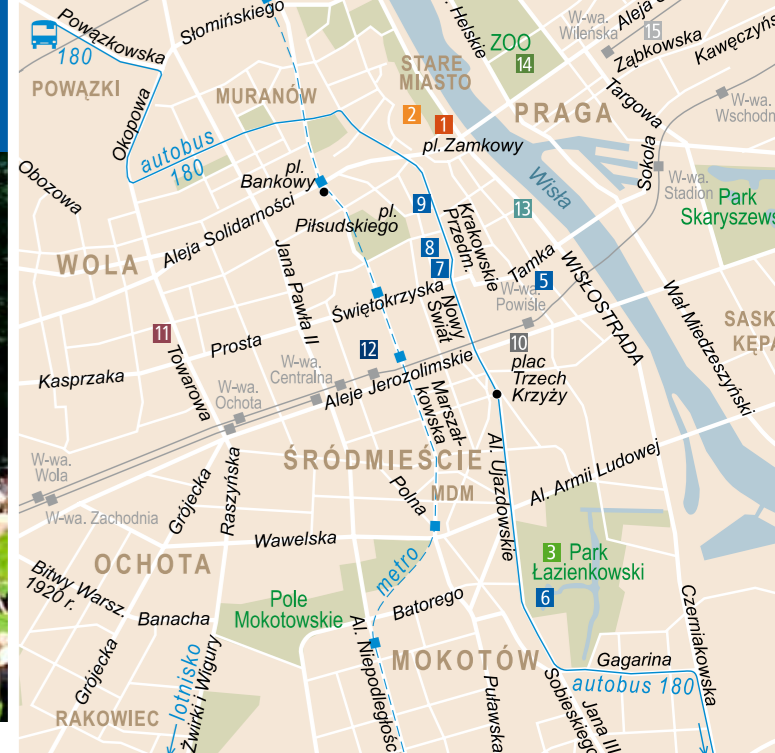 Słomińskiego
Powązkowska
180
POWĄZKI
Okopowa
MURANÓW
autobus
180
Obozowa
. Helskie
ZOO
14
STARE
MIASTO
2
1
pl. Zamkowy
W-wa.
Wileńska
Aleja S
15
Ząbkowska
Kawęczyńs
Targowa
PRAGA
W-wa.
Wschodn
Sokola
W-wa.
Stadion
Park
Skaryszews
Wisła
pl.
Bankowy
Aleja Solidarności
pl.
Piłsudskiego
9
Krakowskie
Przedm.
13
8
7
Tamka
5
W-wa.
Powiśle
WISŁOSTRADA
Wał Miedzeszyński
SASK
KĘPA
WOLA
Jana Pawła II
Świętokrzyska
Nowy
Świat
11
Towarowa
Prosta
12
10
plac
Trzech
Krzyży
Kasprzaka
W-wa.
Centralna
W-wa.
Ochota
Aleje Jerozolimskie
Marszał-
kowska
ŚRÓDMIEŚCIE
MDM
Al. Ujazdowskie
Al. Armii Ludowej
W-wa.
Wola
W-wa. Zachodnia
Grójecka
Raszyńska
Polna
Wawelska
OCHOTA
metro
3
Park
Łazienkowski
6
Bitwy Warsz.
1920 r.
Banacha
Pole
Mokotowskie
Batorego
Czerniakowska
Grójecka
lotnisko
Żwirki i Wigury
Al. Niepodległośc
MOKOTÓW
Gagarina
autobus 180
RAKOWIEC
Puławska
Sobieskiego
Jana III